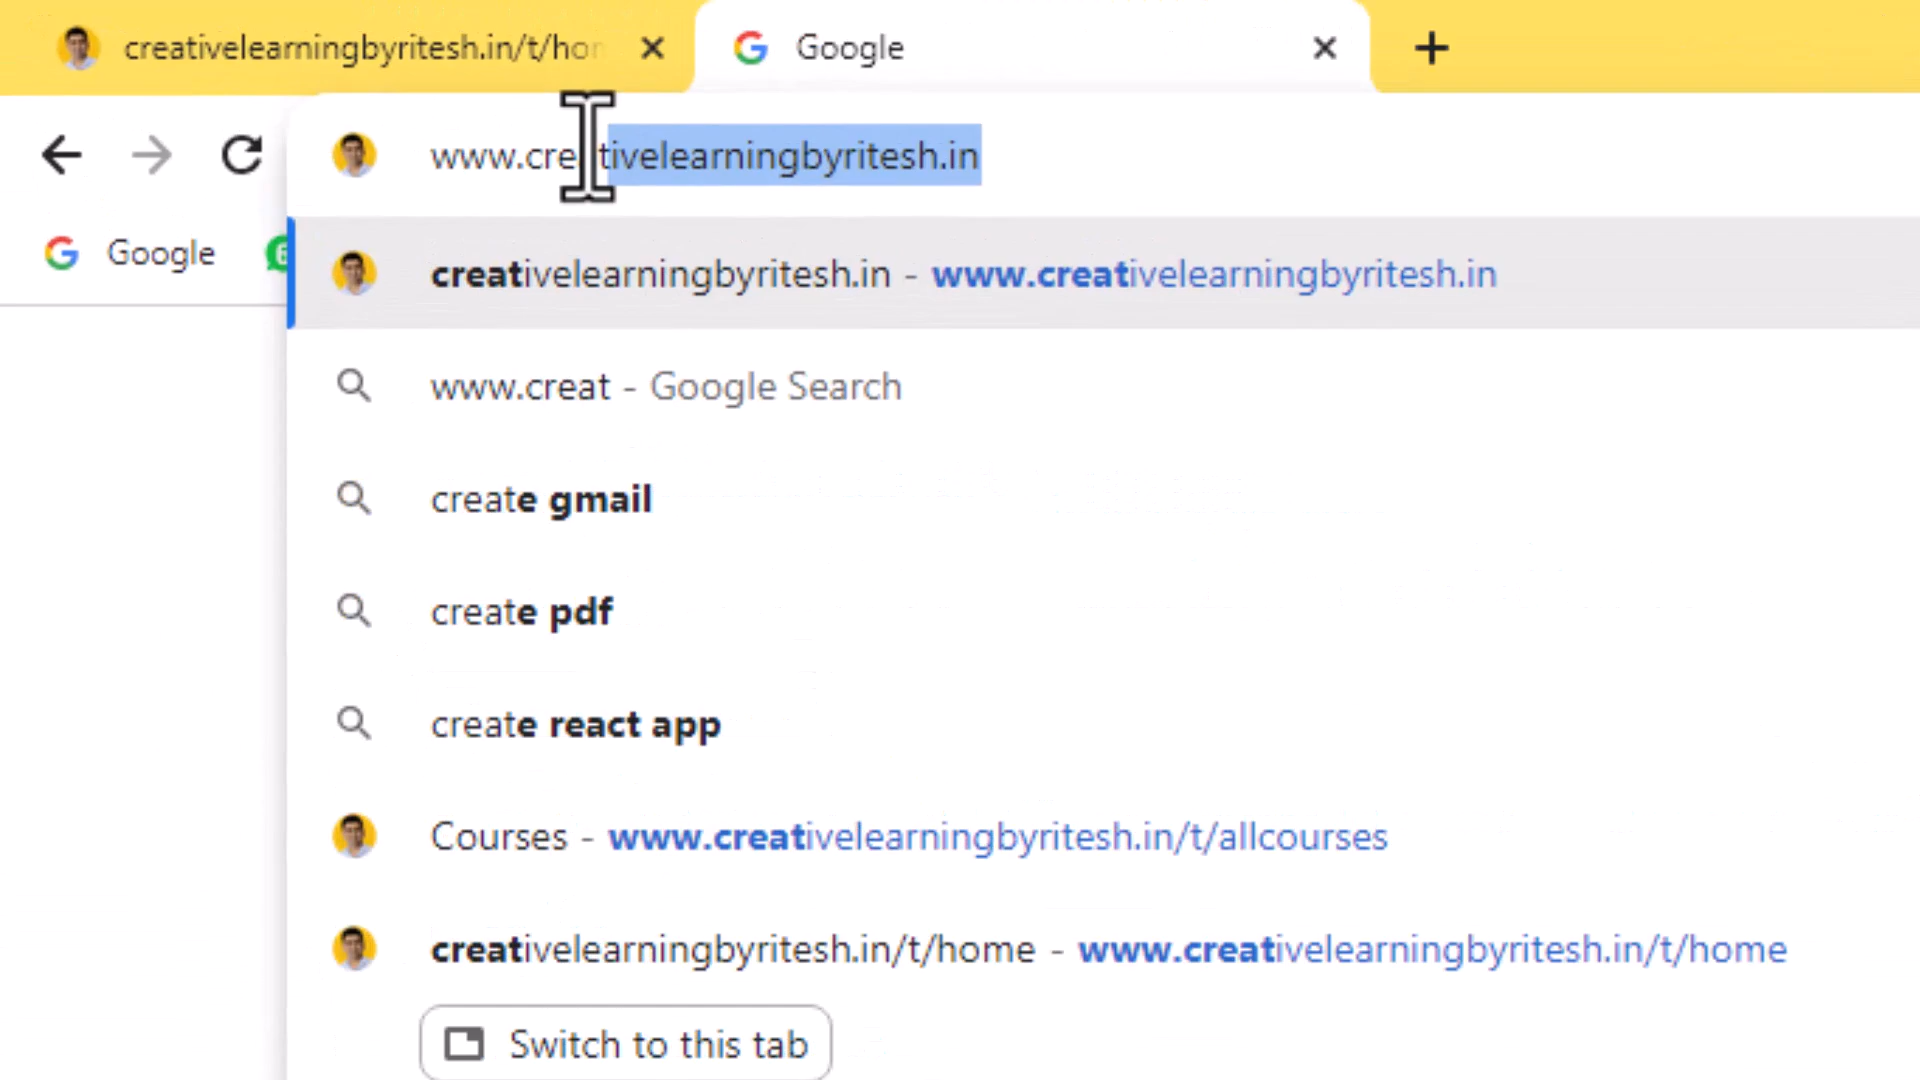 creativelearningbyritesh.in/t/hor
Google
www.creativelearningbyritesh.in
Google
creativelearningbyritesh.in - www.creativelearningbyritesh.in
www.creat - Google Search
create gmail
create pdf
create react app
Courses - www.creativelearningbyritesh.in/t/allcourses
creativelearningbyritesh.in/t/home - www.creativelearningbyritesh.in/t/home
Switch to this tab